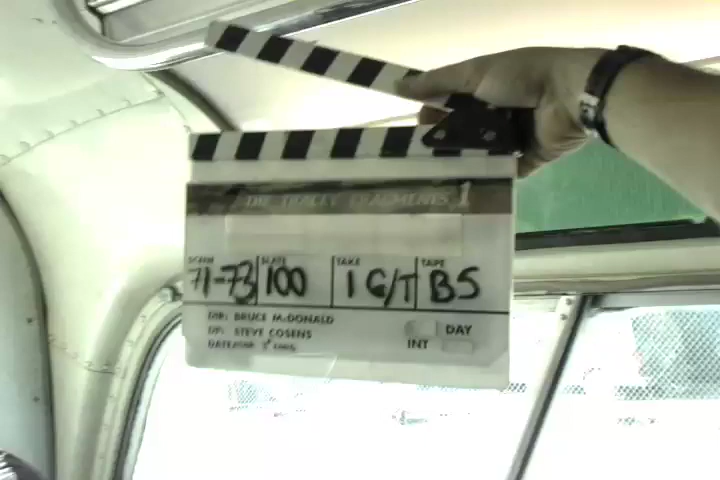 THE TRACEY FRAGMENTS
SCENE SLATE TAKE TAPE
71-73 100 1 G/T B5
DIR: BRUCE McDONALD
DP: STEVE COSENS
DAY
INT